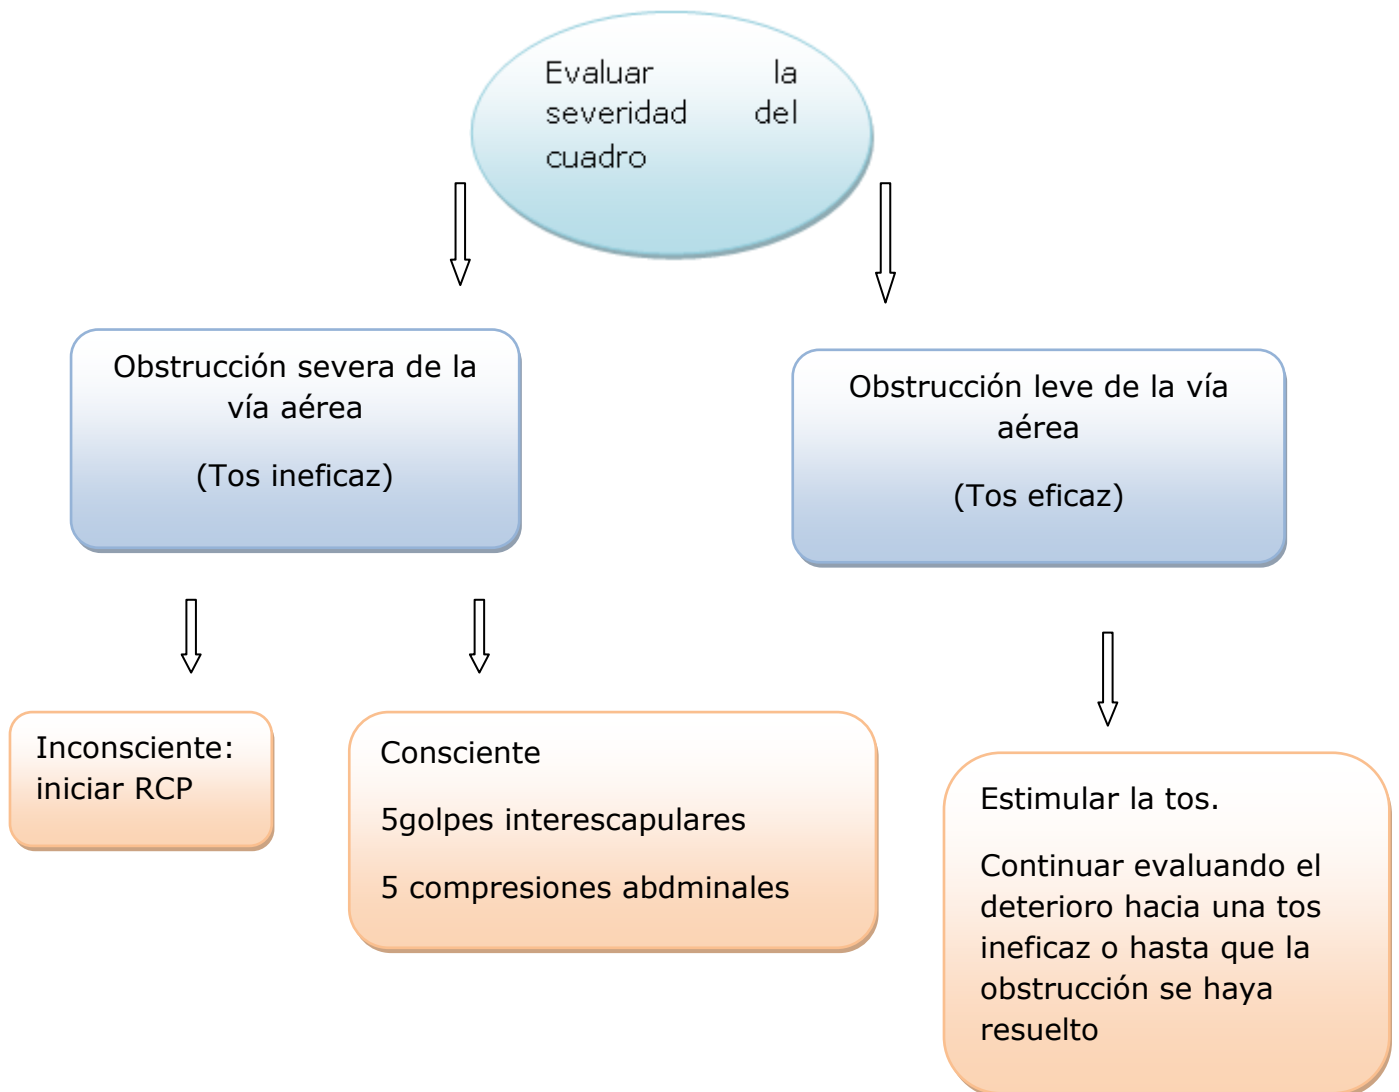 Evaluar la
severidad del
cuadro
Obstrucción severa de la
vía aérea
(Tos ineficaz)
Obstrucción leve de la vía
aérea
(Tos eficaz)
Inconsciente:
iniciar RCP
Consciente
5golpes interescapulares
5 compresiones abdminales
Estimular la tos.
Continuar evaluando el
deterioro hacia una tos
ineficaz o hasta que la
obstrucción se haya
resuelto